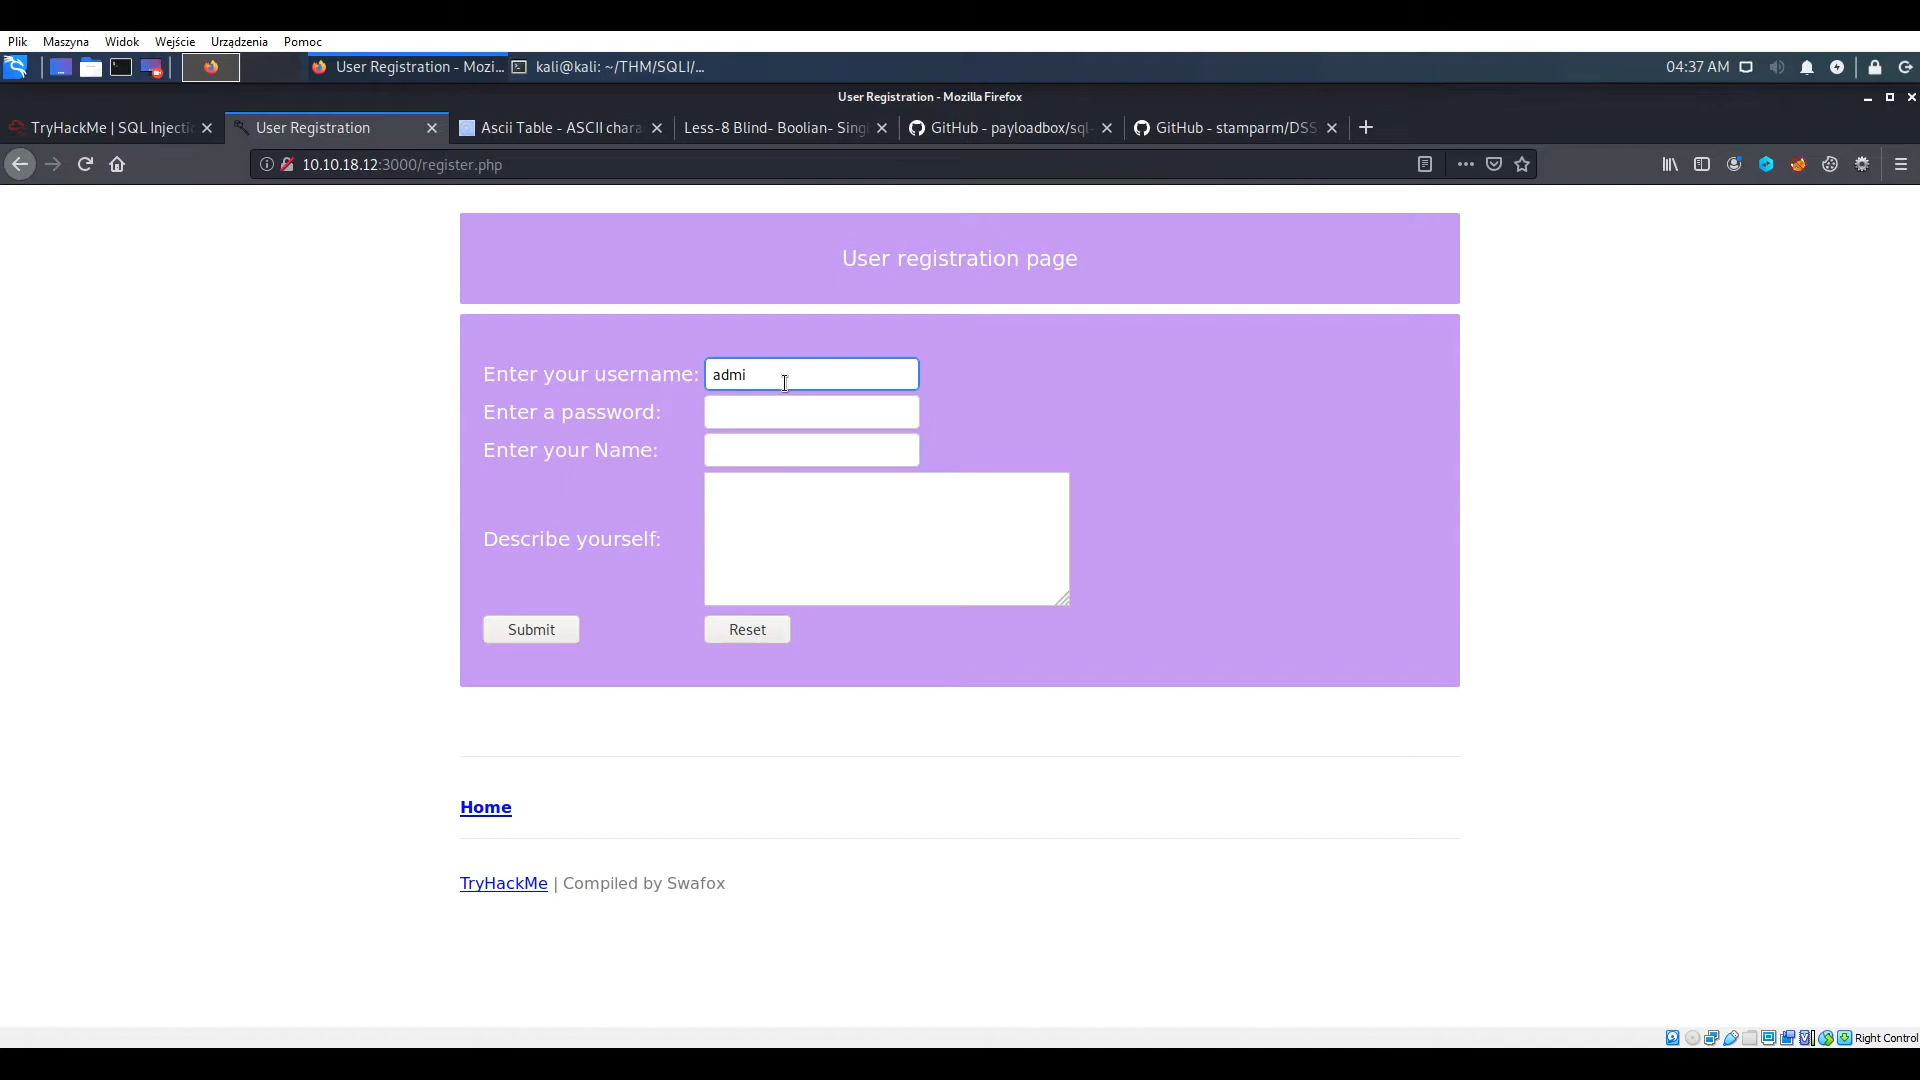 Plik Maszyna Widok Wejście Urządzenia Pomoc
User Registration - Mozi... kali@kali: ~/THM/SQLI/... 04:37 AM
User Registration - Mozilla Firefox
TryHackMe | SQL Injecti User Registration Ascii Table - ASCII chara Less-8 Blind- Boolian- Sing GitHub - payloadbox/sql- GitHub - stamparm/DSS
10.10.18.12:3000/register.php
User registration page
Enter your username: admi
Enter a password:
Enter your Name:
Describe yourself:
Submit Reset
Home
TryHackMe | Compiled by Swafox
Right Control